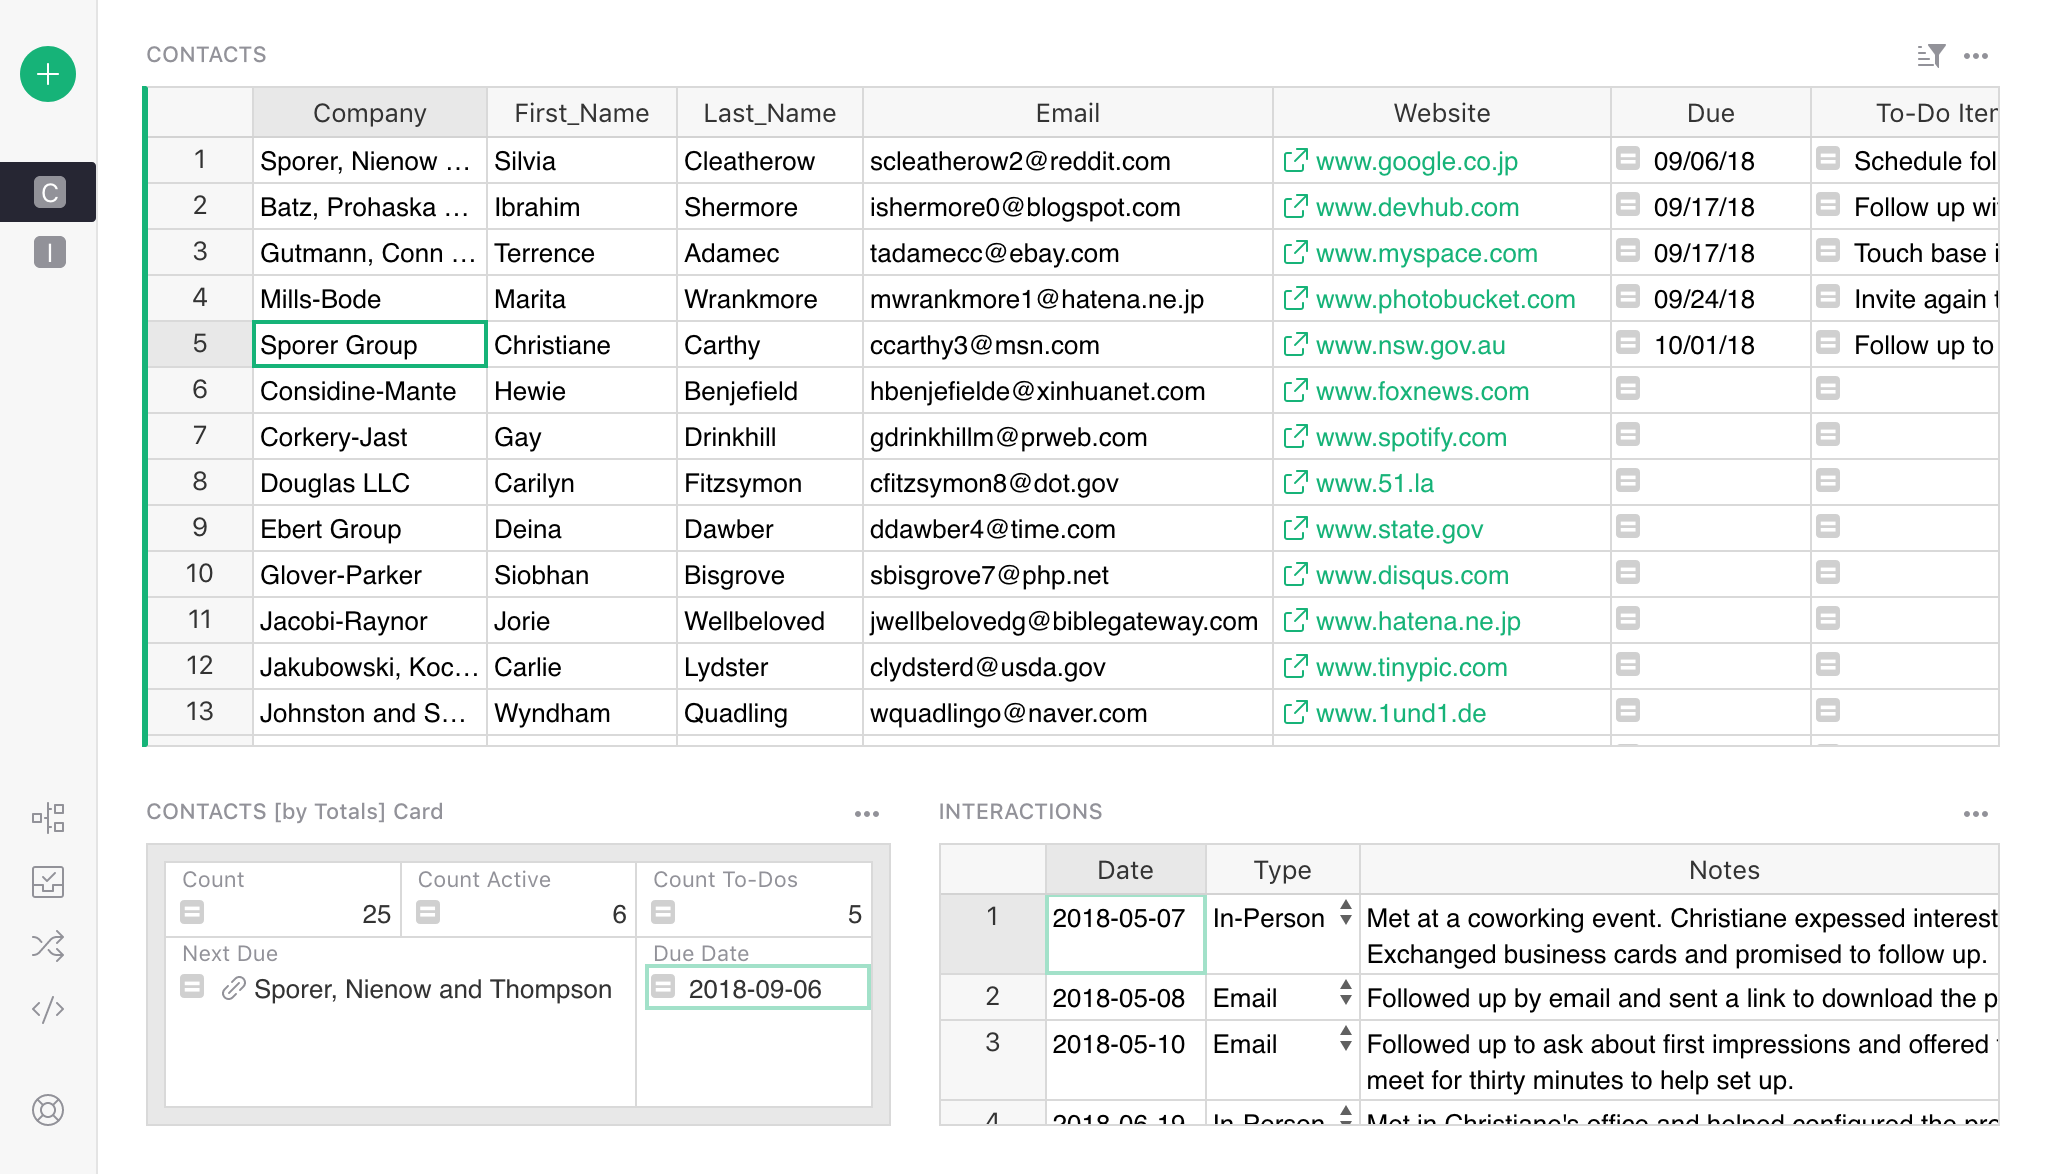 CONTACTS
Company First_Name Last_Name Email Website Due To-Do Iter
1 Sporer, Nienow … Silvia Cleatherow scleatherow2@reddit.com www.google.co.jp 09/06/18 Schedule fol
2 Batz, Prohaska … Ibrahim Shermore ishermore0@blogspot.com www.devhub.com 09/17/18 Follow up wi
3 Gutmann, Conn … Terrence Adamec tadamecc@ebay.com www.myspace.com 09/17/18 Touch base i
4 Mills-Bode Marita Wrankmore mwrankmore1@hatena.ne.jp www.photobucket.com 09/24/18 Invite again t
5 Sporer Group Christiane Carthy ccarthy3@msn.com www.nsw.gov.au 10/01/18 Follow up to
6 Considine-Mante Hewie Benjefield hbenjefielde@xinhuanet.com www.foxnews.com
7 Corkery-Jast Gay Drinkhill gdrinkhillm@prweb.com www.spotify.com
8 Douglas LLC Carilyn Fitzsymon cfitzsymon8@dot.gov www.51.la
9 Ebert Group Deina Dawber ddawber4@time.com www.state.gov
10 Glover-Parker Siobhan Bisgrove sbisgrove7@php.net www.disqus.com
11 Jacobi-Raynor Jorie Wellbeloved jwellbelovedg@biblegateway.com www.hatena.ne.jp
12 Jakubowski, Koc… Carlie Lydster clydsterd@usda.gov www.tinypic.com
13 Johnston and S… Wyndham Quadling wquadlingo@naver.com www.1und1.de
C
I
CONTACTS [by Totals] Card
Count Count Active Count To-Dos
25 6 5
Next Due Due Date
Sporer, Nienow and Thompson 2018-09-06
INTERACTIONS
Date Type Notes
1 2018-05-07 In-Person Met at a coworking event. Christiane expessed interest
Exchanged business cards and promised to follow up.
2 2018-05-08 Email Followed up by email and sent a link to download the p
3 2018-05-10 Email Followed up to ask about first impressions and offered
meet for thirty minutes to help set up.
4 2018-06-19 In-Person Met in Christiane's office and helped configured the pro